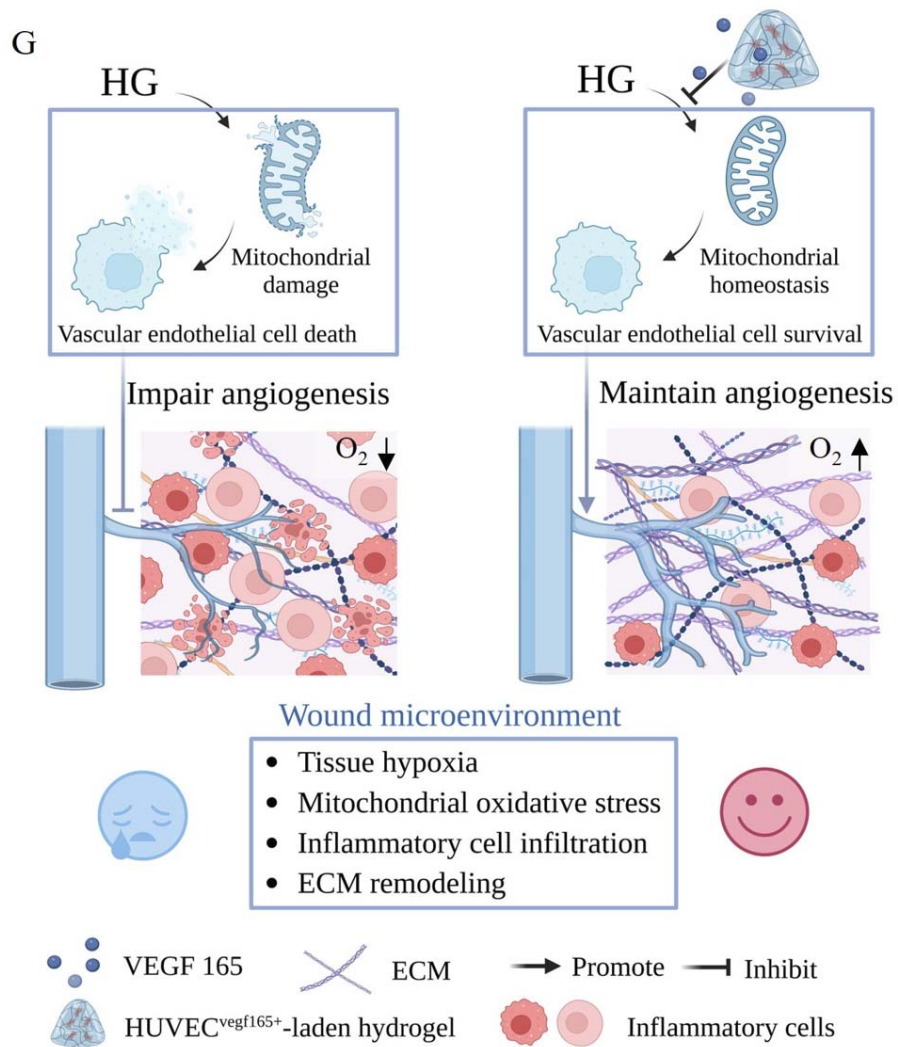 G
HG
Mitochondrial
damage
Vascular endothelial cell death
Impair angiogenesis
O₂
HG
Mitochondrial
homeostasis
Vascular endothelial cell survival
Maintain angiogenesis
O₂
Wound microenvironment
• Tissue hypoxia
• Mitochondrial oxidative stress
• Inflammatory cell infiltration
• ECM remodeling
VEGF 165
ECM
Promote
Inhibit
HUVECᵛᵉᵍᶠ¹⁶⁵⁺-laden hydrogel
Inflammatory cells